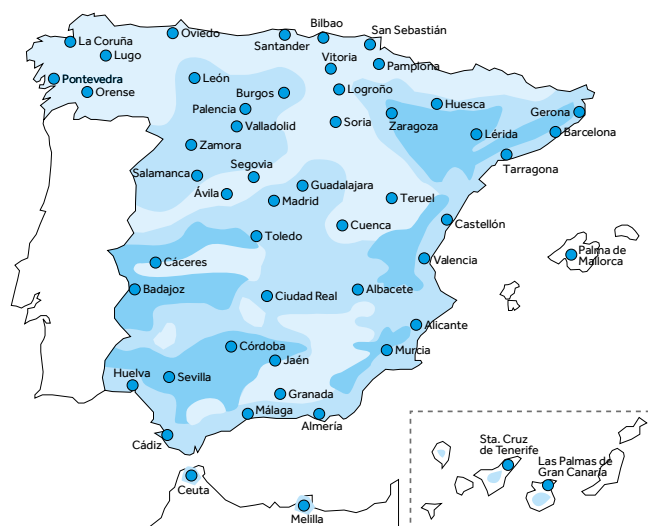 Bilbao
Oviedo
San Sebastián
La Coruña
Santander
Lugo
Vitoria
Pamplona
Pontevedra
León
Orense
Burgos
Logroño
Huesca
Palencia
Gerona
Valladolid
Soria
Zaragoza
Lérida
Barcelona
Zamora
Segovia
Tarragona
Salamanca
Guadalajara
Ávila
Madrid
Teruel
Cuenca
Castellón
Toledo
Palma de
Mallorca
Cáceres
Valencia
Badajoz
Ciudad Real
Albacete
Alicante
Córdoba
Murcia
Jaén
Huelva
Sevilla
Granada
Málaga
Almería
Cádiz
Sta. Cruz
de Tenerife
Las Palmas de
Gran Canaria
Ceuta
Melilla